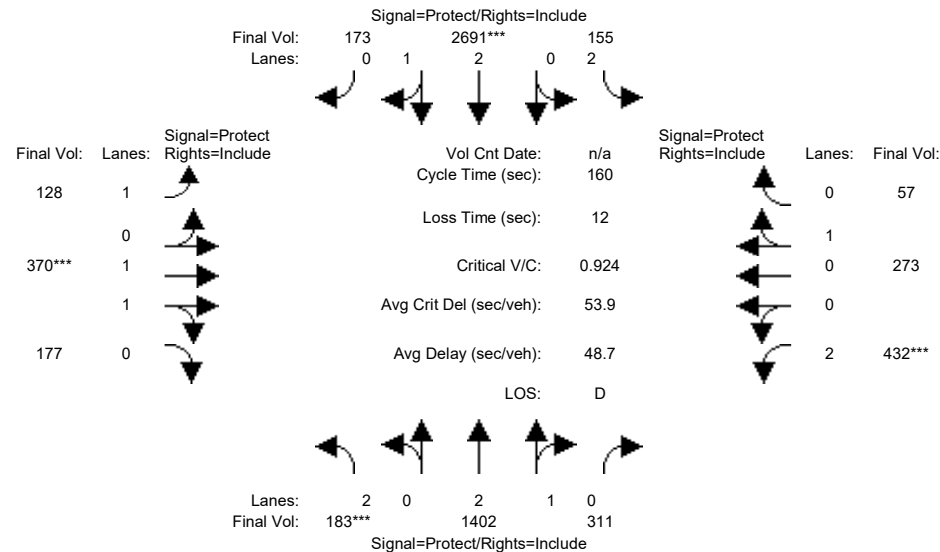 Signal=Protect/Rights=Include
Final Vol: 173 2691*** 155
Lanes: 0 1 2 0 2
Signal=Protect
Final Vol: Lanes: Rights=Include
Vol Cnt Date: n/a
Signal=Protect
Rights=Include Lanes: Final Vol:
Cycle Time (sec): 160
128 1
0 57
Loss Time (sec): 12
0
1
370*** 1
Critical V/C: 0.924
0 273
1
Avg Crit Del (sec/veh): 53.9
0
177 0
Avg Delay (sec/veh): 48.7
2 432***
LOS: D
Lanes: 2 0 2 1 0
Final Vol: 183*** 1402 311
Signal=Protect/Rights=Include